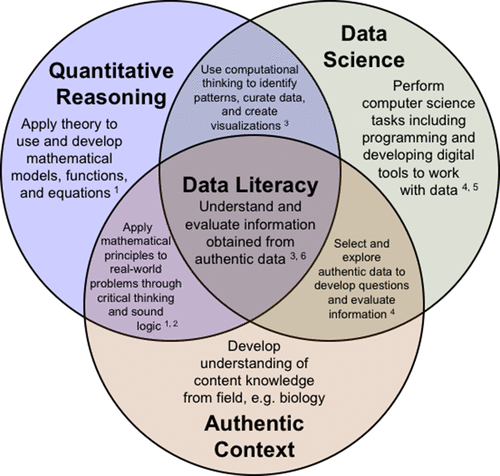 Quantitative
Reasoning
Apply theory to
use and develop
mathematical
models, functions,
and equations 1
Use computational
thinking to identify
patterns, curate data,
and create
visualizations 3
Data
Science
Perform
computer science
tasks including
programming and
developing digital
tools to work
with data 4, 5
Data Literacy
Understand and
evaluate information
obtained from
authentic data 3, 6
Apply
mathematical
principles to
real-world
problems through
critical thinking
and sound
logic 1, 2
Select and
explore
authentic data to
develop questions
and evaluate
information 4
Develop
understanding of
content knowledge
from field, e.g. biology
Authentic
Context